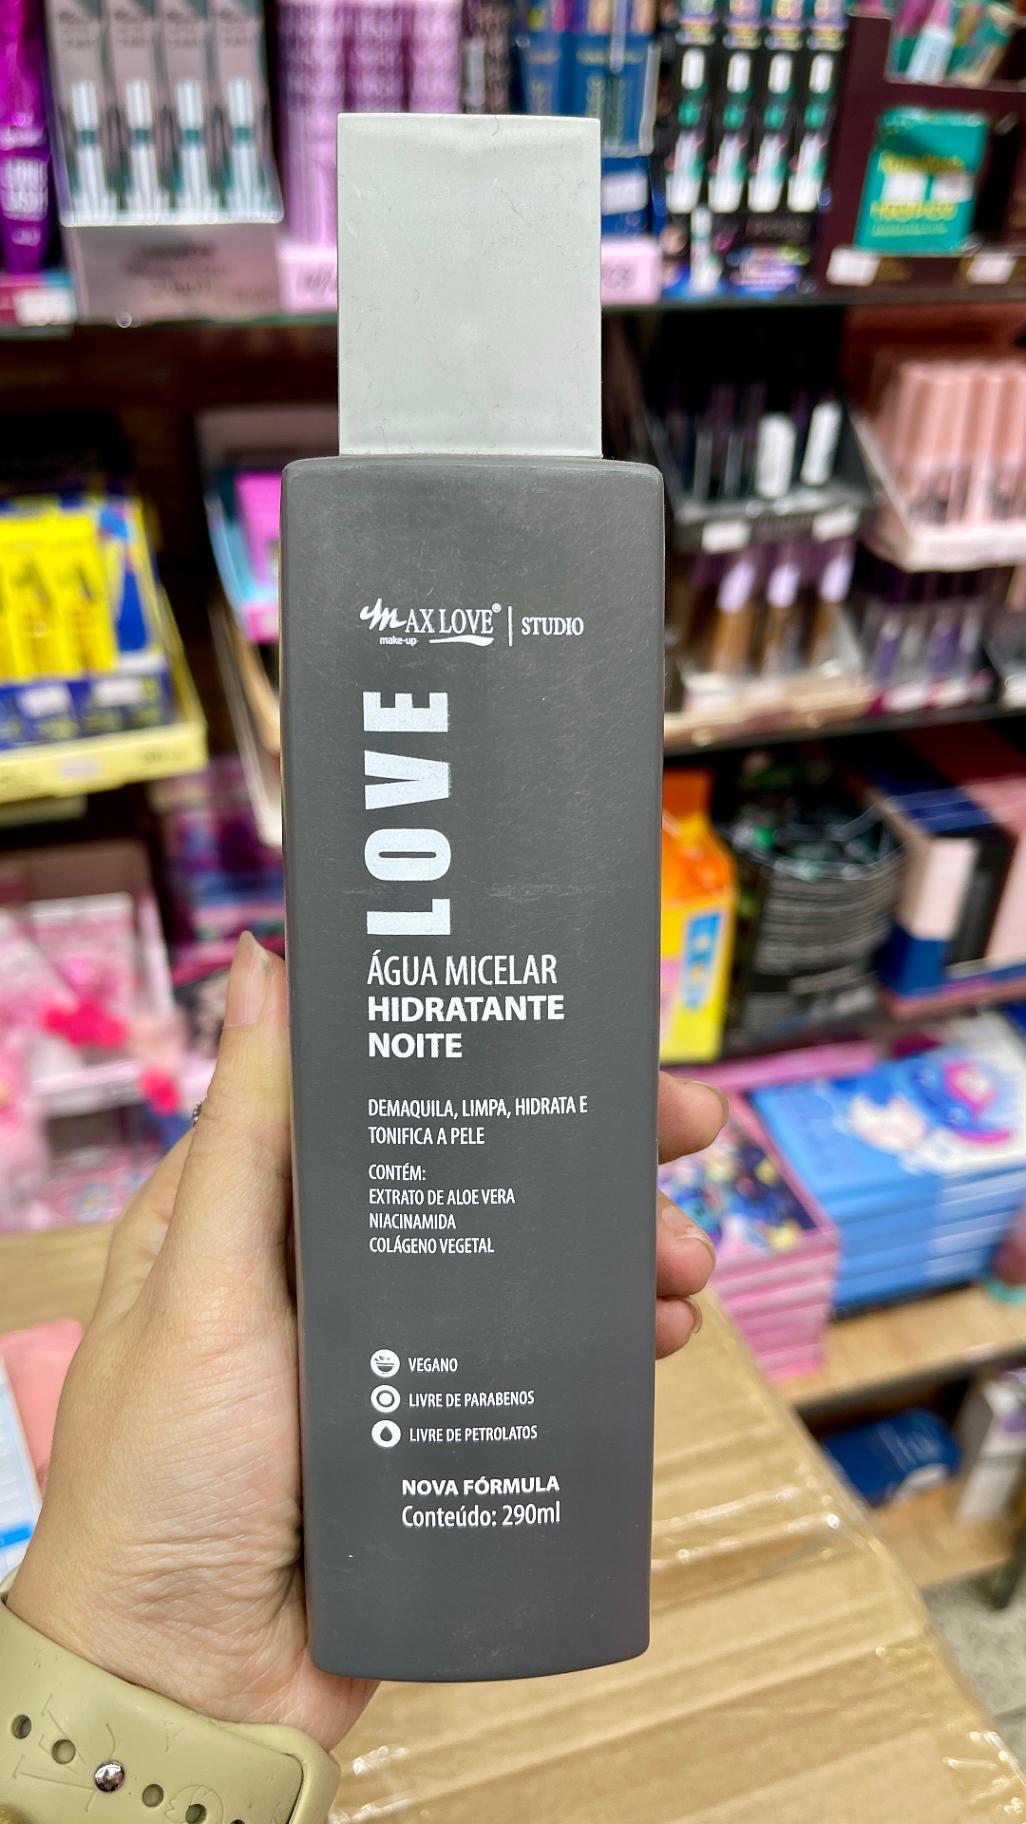 MAX LOVE® | STUDIO
make-up
LOVE
ÁGUA MICELAR
HIDRATANTE
NOITE
DEMAQUILA, LIMPA, HIDRATA E
TONIFICA A PELE
CONTÉM:
EXTRATO DE ALOE VERA
NIACINAMIDA
COLÁGENO VEGETAL
VEGANO
LIVRE DE PARABENOS
LIVRE DE PETROLATOS
NOVA FÓRMULA
Conteúdo: 290ml